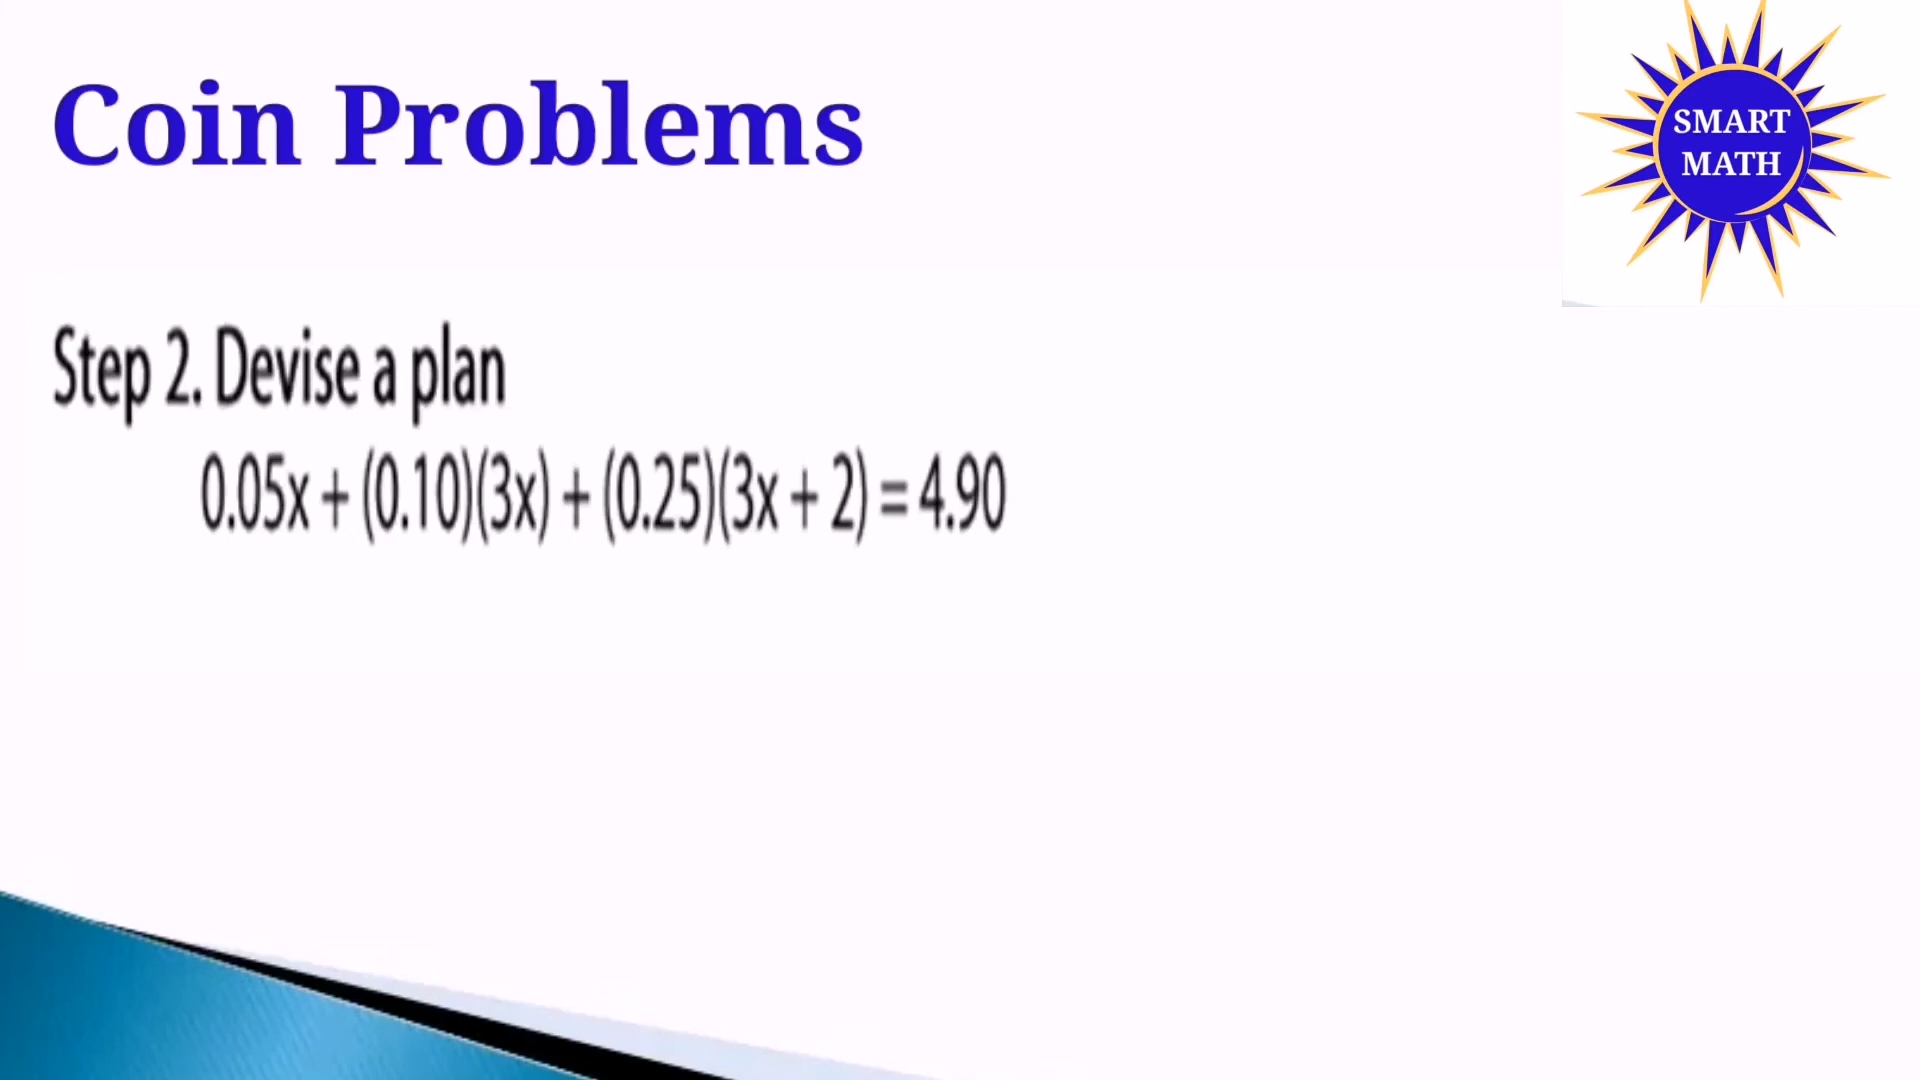 Coin Problems
SMART
MATH
Step 2. Devise a plan
0.05x + (0.10)(3x) + (0.25)(3x + 2) = 4.90